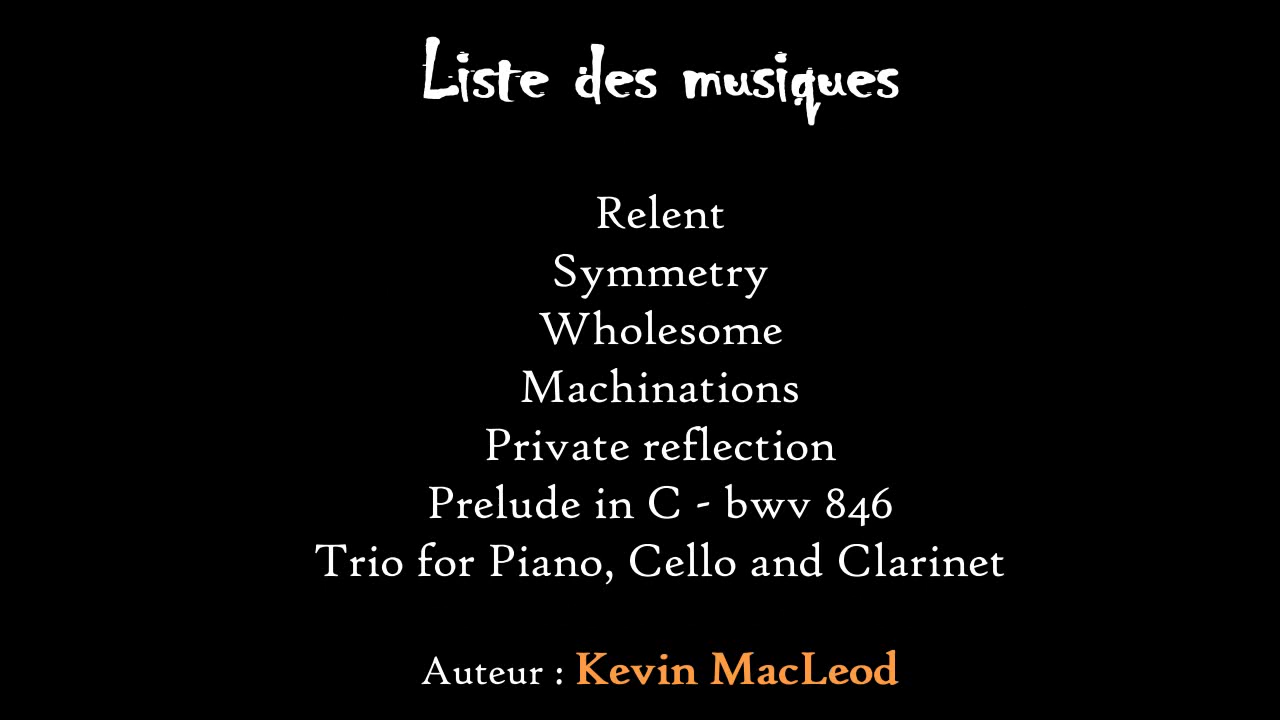 Liste des musiques
Relent
Symmetry
Wholesome
Machinations
Private reflection
Prelude in C - bwv 846
Trio for Piano, Cello and Clarinet
Auteur : Kevin MacLeod